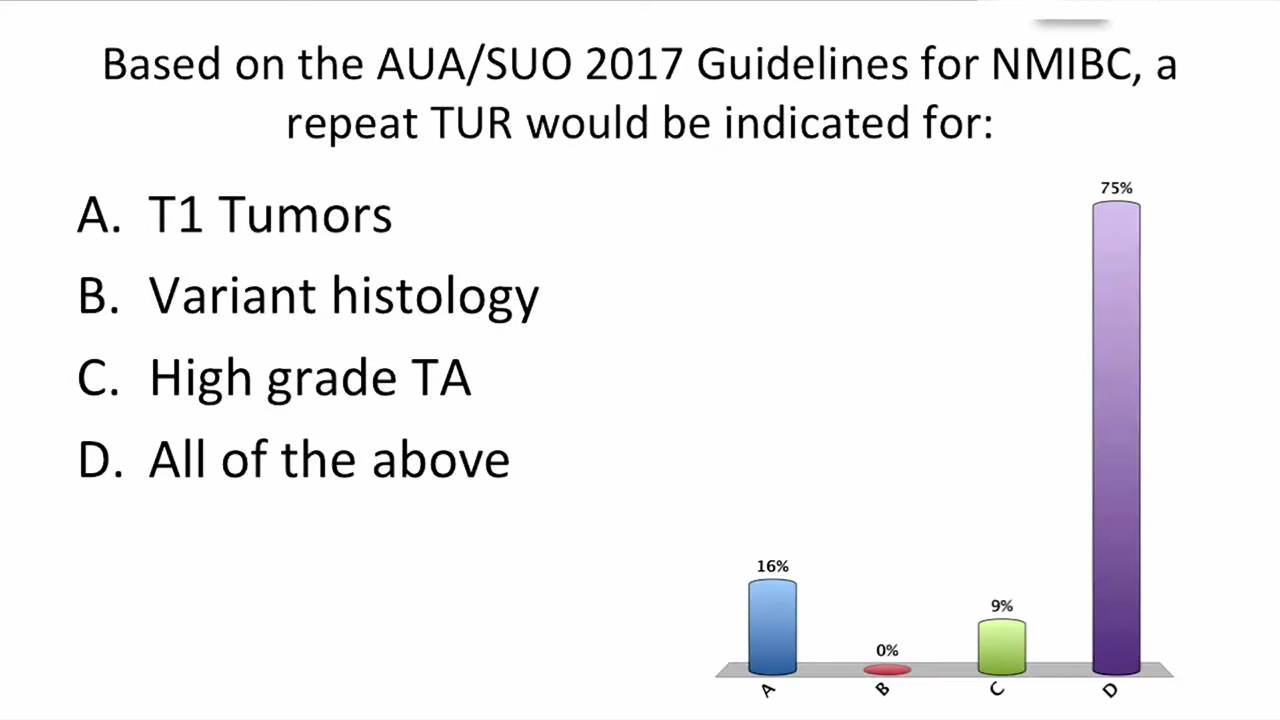 Based on the AUA/SUO 2017 Guidelines for NMIBC, a
repeat TUR would be indicated for:
A. T1 Tumors
B. Variant histology
C. High grade TA
D. All of the above
75%
16%
9%
0%
A
B
C
D